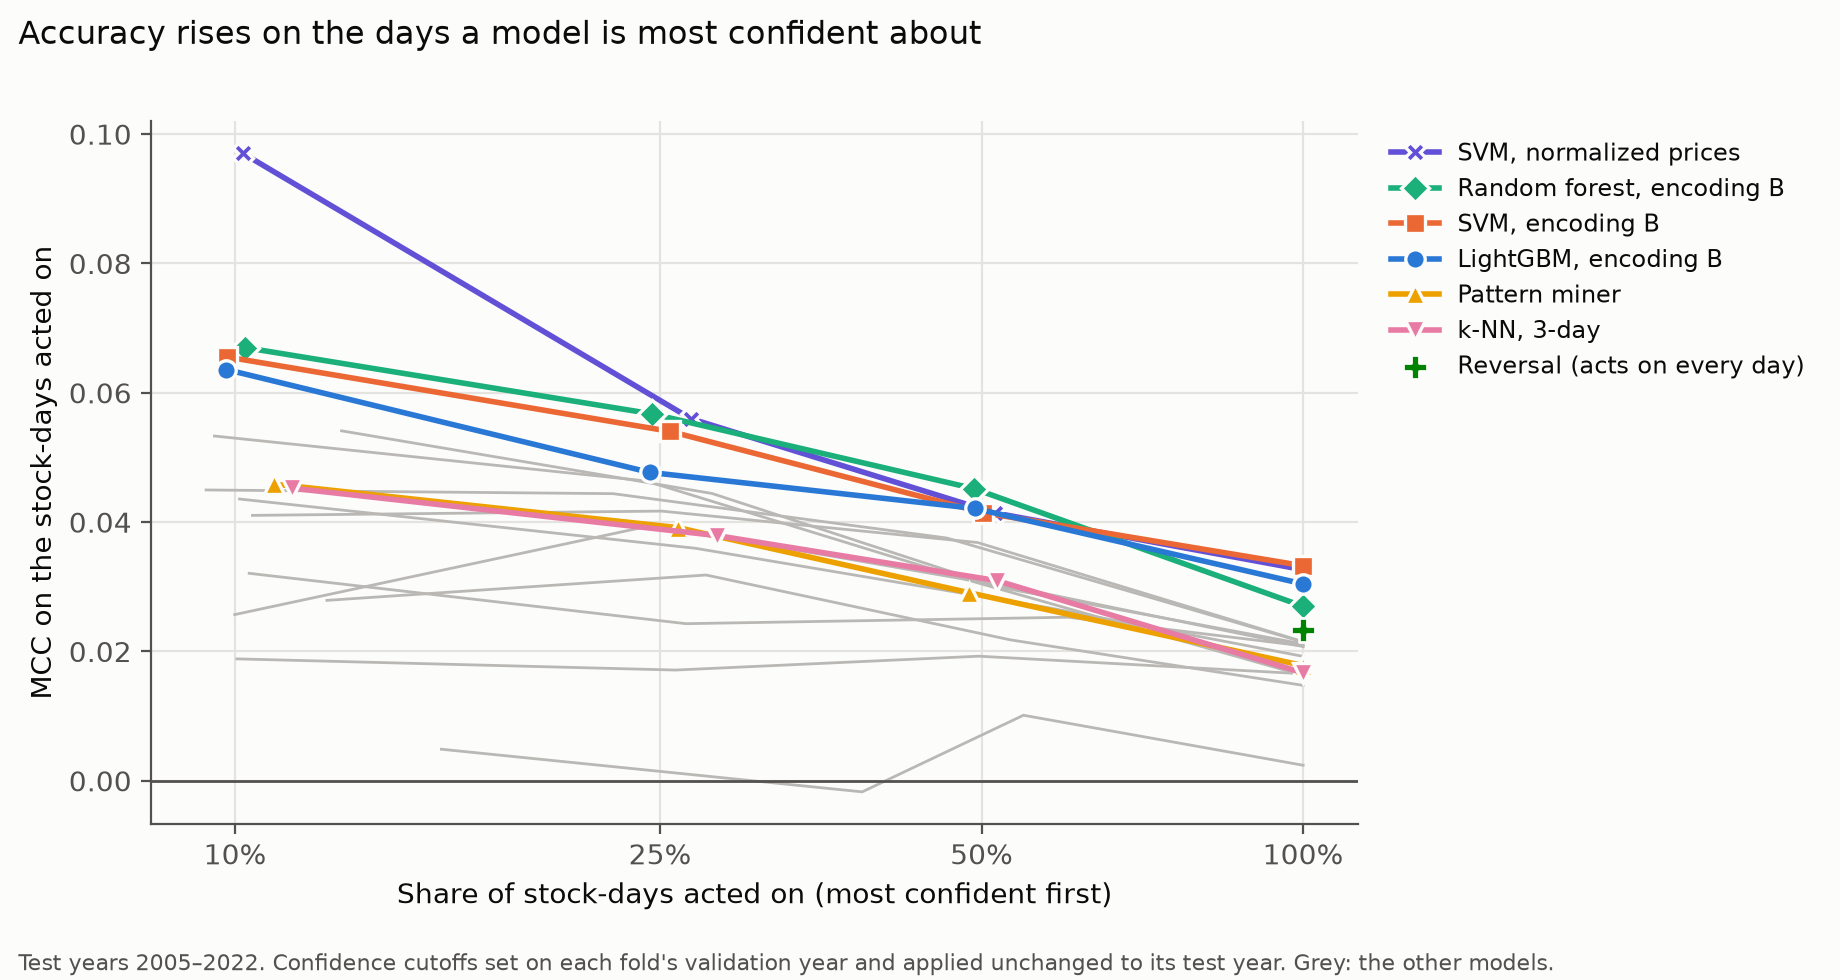 Accuracy rises on the days a model is most confident about
MCC on the stock-days acted on
0.10
0.08
0.06
0.04
0.02
0.00
10%
25%
50%
100%
Share of stock-days acted on (most confident first)
SVM, normalized prices
Random forest, encoding B
SVM, encoding B
LightGBM, encoding B
Pattern miner
k-NN, 3-day
Reversal (acts on every day)
Test years 2005–2022. Confidence cutoffs set on each fold's validation year and applied unchanged to its test year. Grey: the other models.